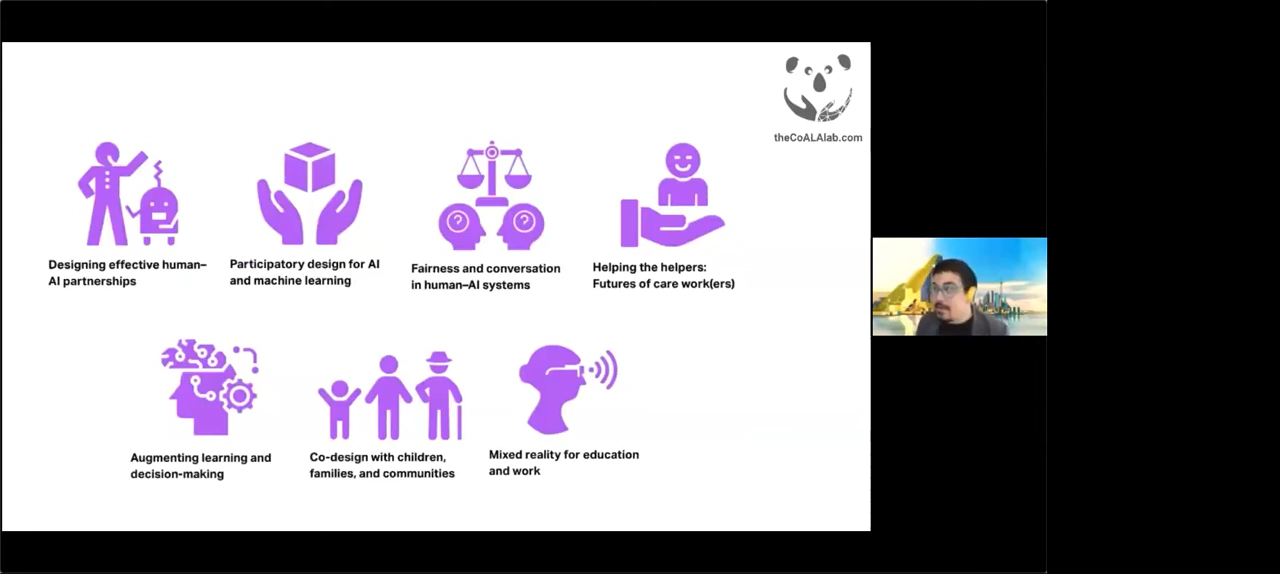 theCoALAlab.com
Designing effective human–
AI partnerships
Participatory design for AI
and machine learning
Fairness and conversation
in human–AI systems
? ?
Helping the helpers:
Futures of care work(ers)
Augmenting learning and
decision-making
Co-design with children,
families, and communities
Mixed reality for education
and work